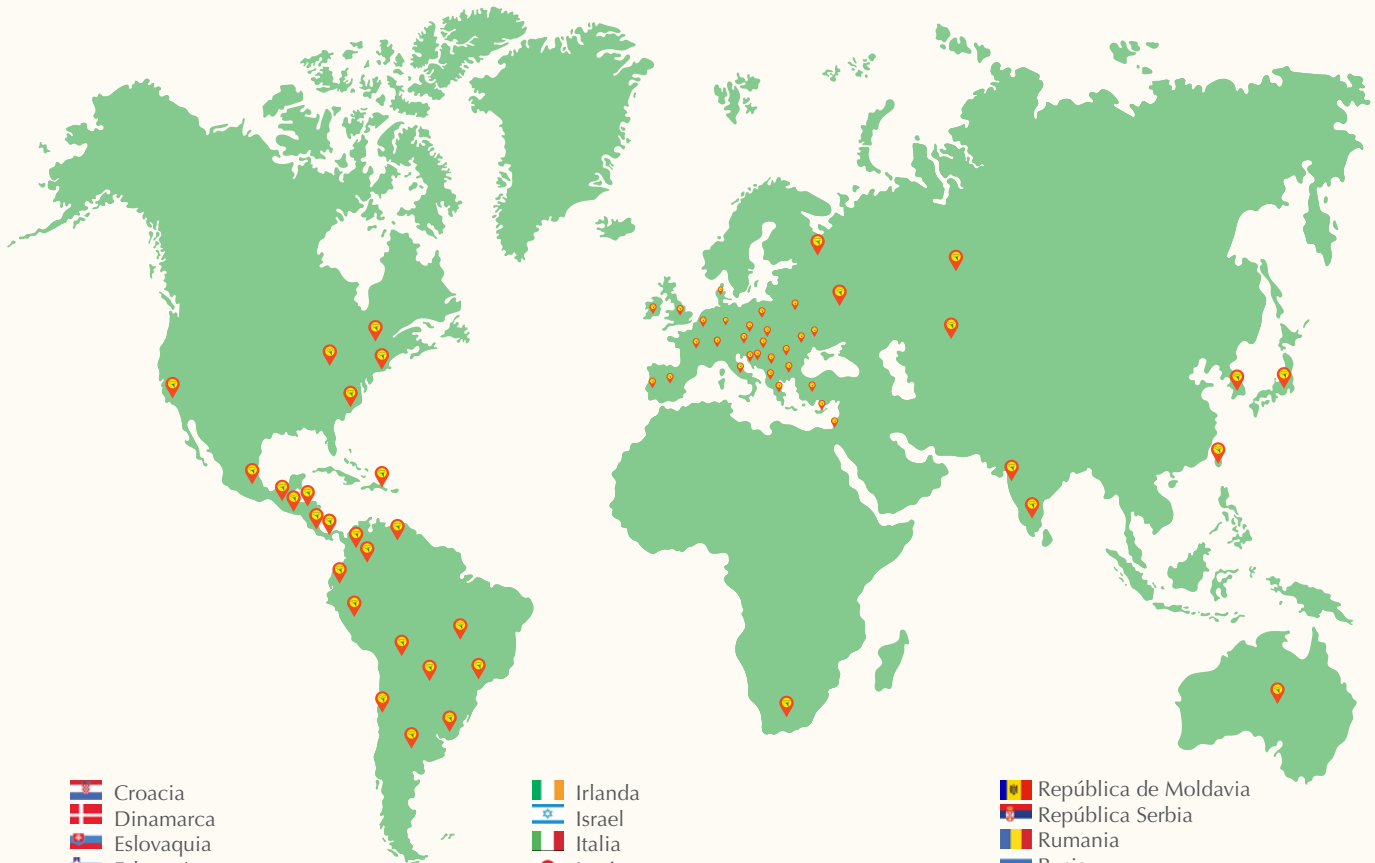 Croacia
Dinamarca
Eslovaquia
Irlanda
Israel
Italia
República de Moldavia
República Serbia
Rumania